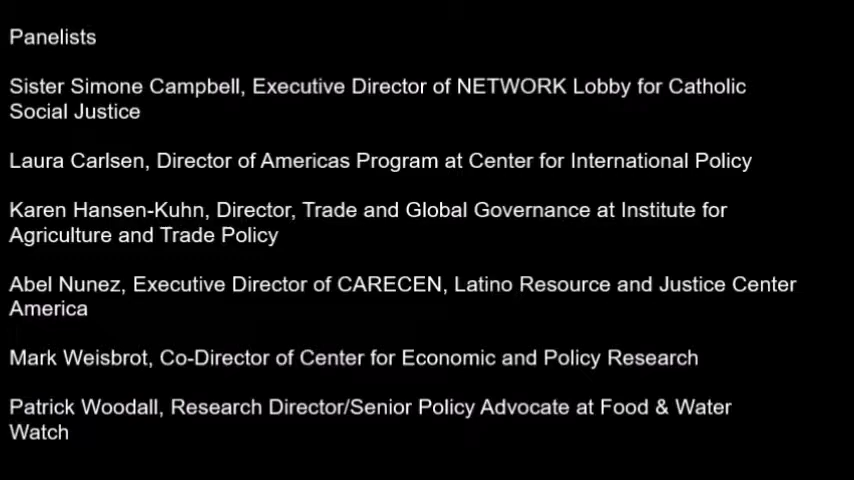 Panelists
Sister Simone Campbell, Executive Director of NETWORK Lobby for Catholic
Social Justice
Laura Carlsen, Director of Americas Program at Center for International Policy
Karen Hansen-Kuhn, Director, Trade and Global Governance at Institute for
Agriculture and Trade Policy
Abel Nunez, Executive Director of CARECEN, Latino Resource and Justice Center
America
Mark Weisbrot, Co-Director of Center for Economic and Policy Research
Patrick Woodall, Research Director/Senior Policy Advocate at Food & Water
Watch